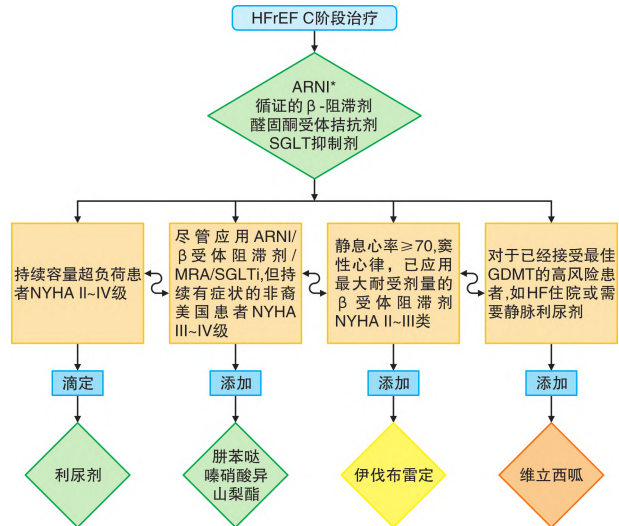 HFrEF C阶段治疗
ARNI*
循证的β-阻滞剂
醛固酮受体拮抗剂
SGLT抑制剂
持续容量超负荷患
者NYHA II~IV级
尽管应用ARNI/
β受体阻滞剂/
MRA/SGLTi,但持
续有症状的非裔
美国患者NYHA
III~IV级
静息心率≥70,窦
性心律，已应用
最大耐受剂量的
β受体阻滞剂
NYHA II~III类
对于已经接受最佳
GDMT的高风险患
者,如HF住院或需
要静脉利尿剂
滴定
添加
添加
添加
利尿剂
肼苯哒
嗪硝酸异
山梨酯
伊伐布雷定
维立西呱